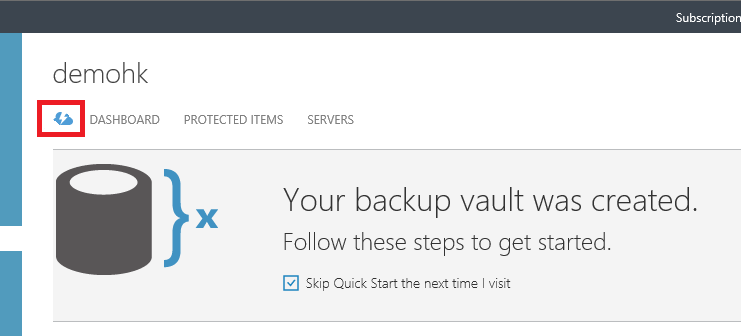 Subscription
demohk
DASHBOARD PROTECTED ITEMS SERVERS
Your backup vault was created.
x
Follow these steps to get started.
Skip Quick Start the next time I visit